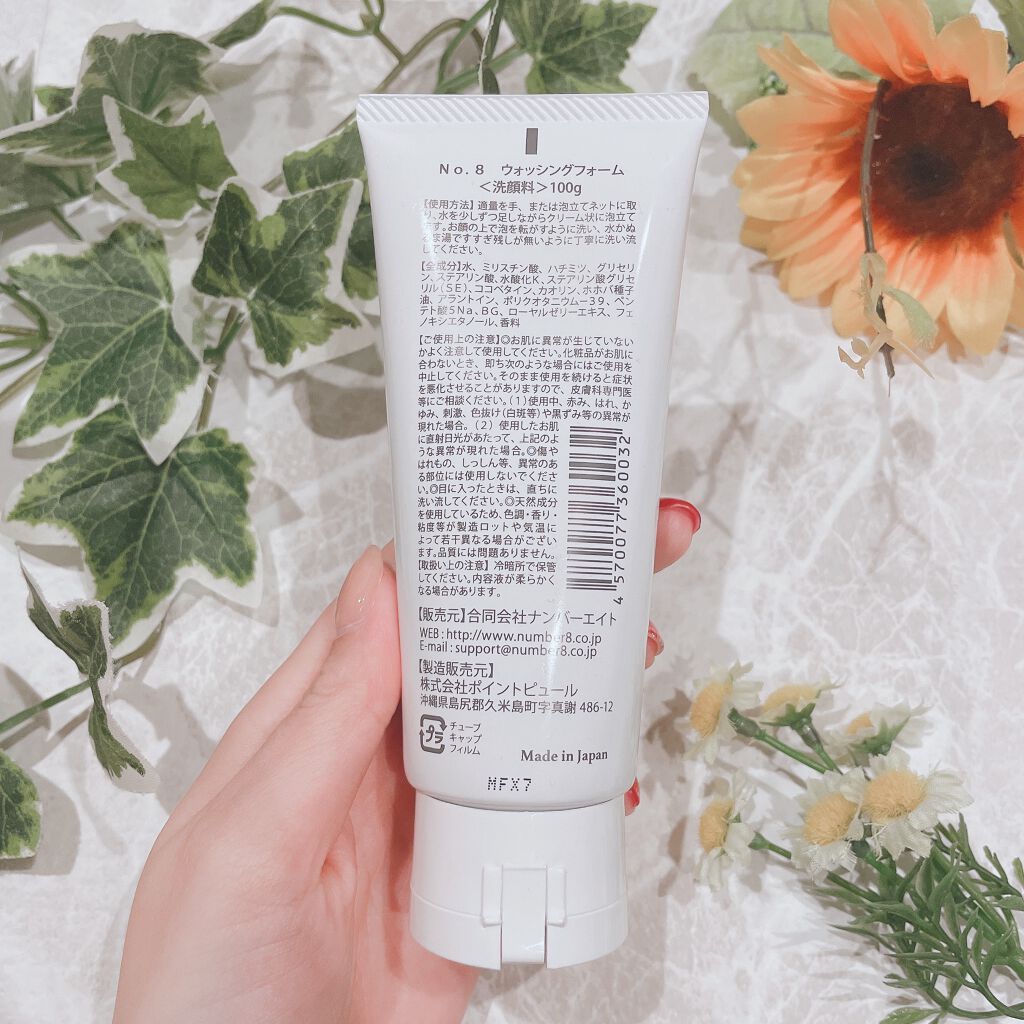 No. 8　ウォッシングフォーム
＜洗顔料＞100g
【使用方法】適量を手、または泡立てネットに取
り、水を少しずつ足しながらクリーム状に泡立て
ます。お顔の上で泡を転がすように洗い、水かぬ
るま湯ですすぎ残しが無いように丁寧に洗い流
してください。
【全成分】水、ミリスチン酸、ハチミツ、グリセリ
ン、ステアリン酸、水酸化K、ステアリン酸グリセ
リル（SE）、ココベタイン、カオリン、ホホバ種子
油、アラントイン、ポリクオタニウム－39、ペン
テト酸5Na、BG、ローヤルゼリーエキス、フェ
ノキシエタノール、香料
【ご使用上の注意】◎お肌に異常が生じていない
かよく注意して使用してください。化粧品がお肌に
合わないとき、即ち次のような場合にはご使用を
中止してください。そのまま使用を続けると症状
を悪化させることがありますので、皮膚科専門医
等にご相談ください。（1）使用中、赤み、はれ、か
ゆみ、刺激、色抜け（白斑等）や黒ずみ等の異常が
現れた場合。（2）使用したお肌
に直射日光があたって、上記のよ
うな異常が現れた場合。◎傷や
はれもの、しっしん等、異常のあ
る部位には使用しないでくださ
い。◎目に入ったときは、直ちに
洗い流してください。◎天然成分
を使用しているため、色調・香り・
粘度等が製造ロットや気温に
よって若干異なる場合がござい
ます。品質には問題ありません。
【取扱い上の注意】 冷暗所で保管
してください。内容液が柔らかく
なる場合があります。
4 570077 360032
【販売元】合同会社ナンバーエイト
WEB : http://www.number8.co.jp
E-mail : support@number8.co.jp
【製造販売元】
株式会社ポイントピュール
沖縄県島尻郡久米島町字真謝 486-12
プラ
チューブ
キャップ
フィルム
Made in Japan
MFX7